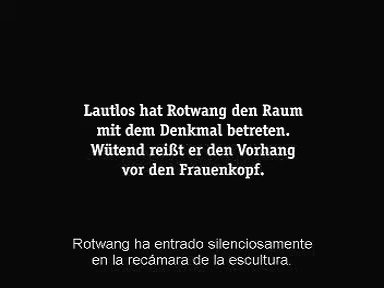 Lautlos hat Rotwang den Raum
mit dem Denkmal betreten.
Wütend reißt er den Vorhang
vor den Frauenkopf.
Rotwang ha entrado silenciosamente
en la recámara de la escultura.